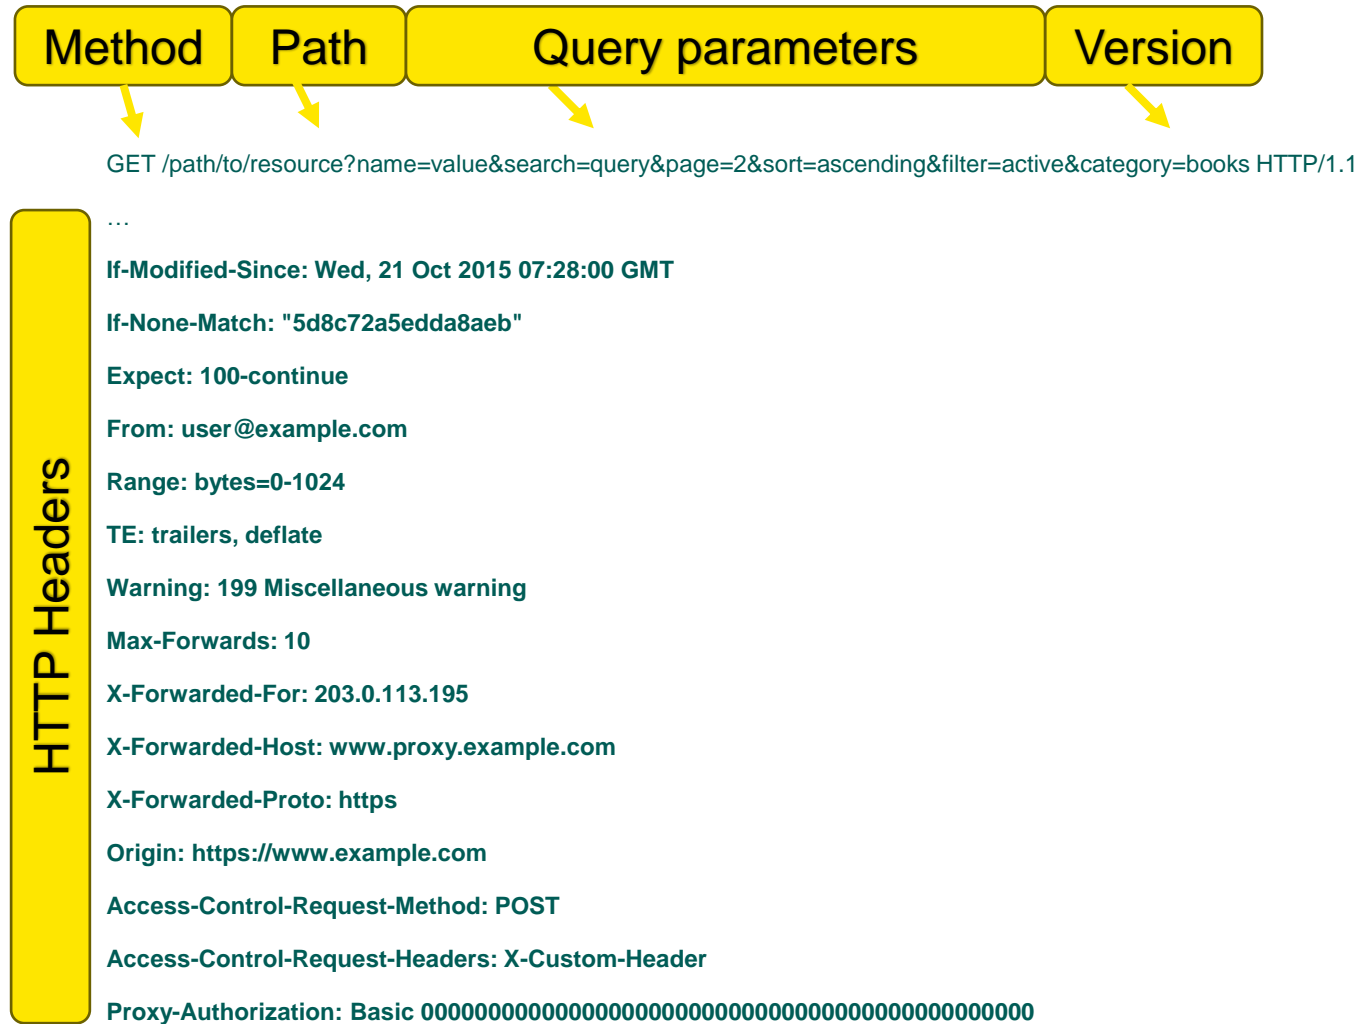 Method Path Query parameters Version
GET /path/to/resource?name=value&search=query&page=2&sort=ascending&filter=active&category=books HTTP/1.1
…
If-Modified-Since: Wed, 21 Oct 2015 07:28:00 GMT
If-None-Match: "5d8c72a5edda8aeb"
Expect: 100-continue
From: user@example.com
Range: bytes=0-1024
TE: trailers, deflate
Warning: 199 Miscellaneous warning
Max-Forwards: 10
X-Forwarded-For: 203.0.113.195
X-Forwarded-Host: www.proxy.example.com
X-Forwarded-Proto: https
Origin: https://www.example.com
Access-Control-Request-Method: POST
Access-Control-Request-Headers: X-Custom-Header
Proxy-Authorization: Basic 00000000000000000000000000000000000000000000000
HTTP Headers